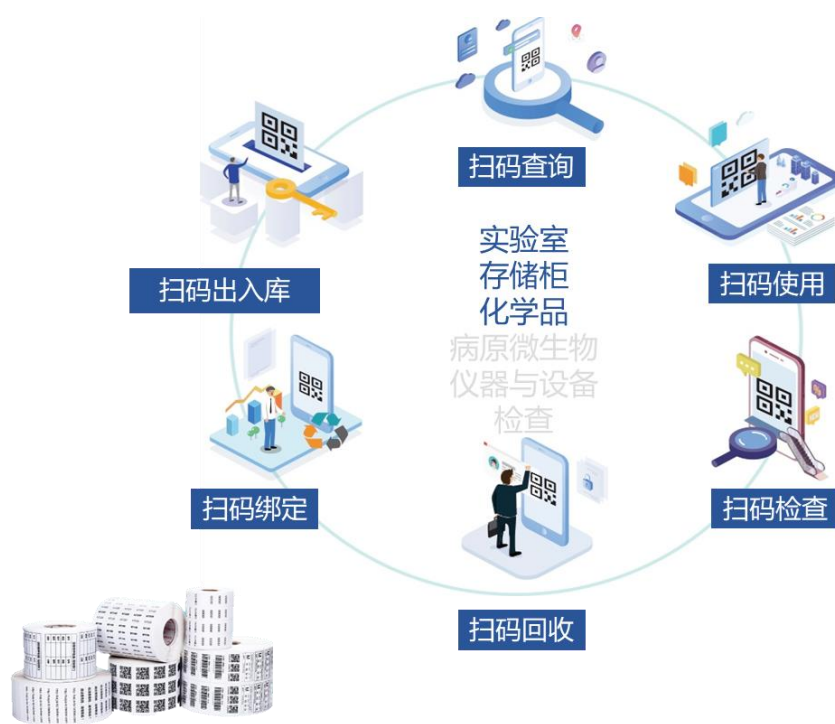 扫码查询
扫码出入库
扫码使用
实验室
存储柜
化学品
病原微生物
仪器与设备
检查
扫码绑定
扫码检查
扫码回收